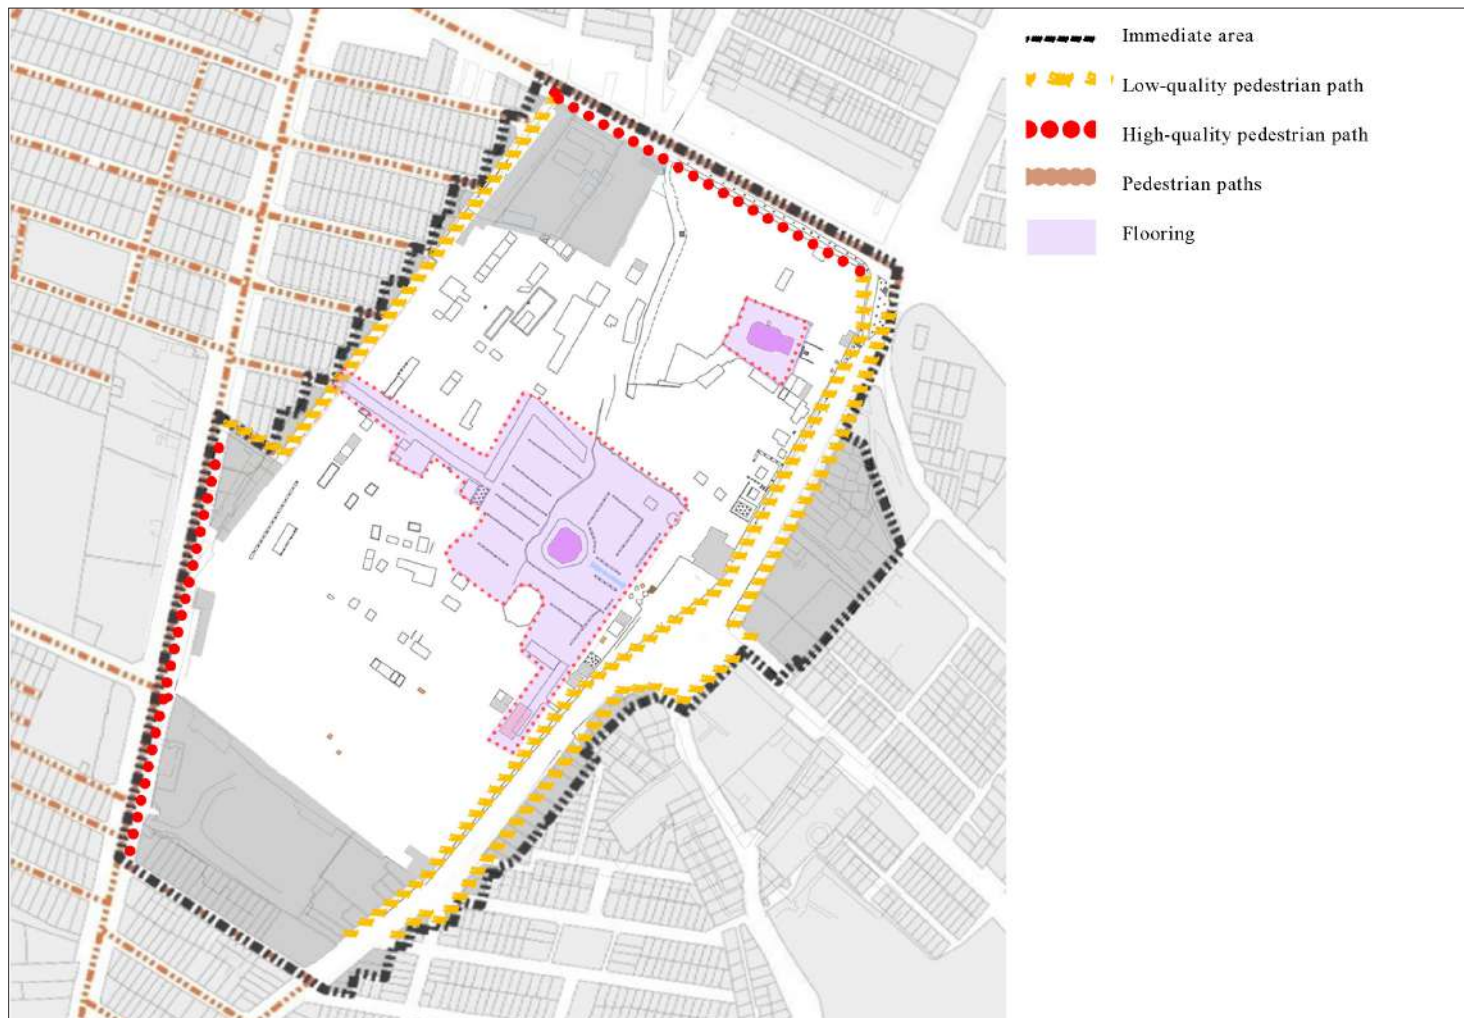 Immediate area
Low-quality pedestrian path
High-quality pedestrian path
Pedestrian paths
Flooring